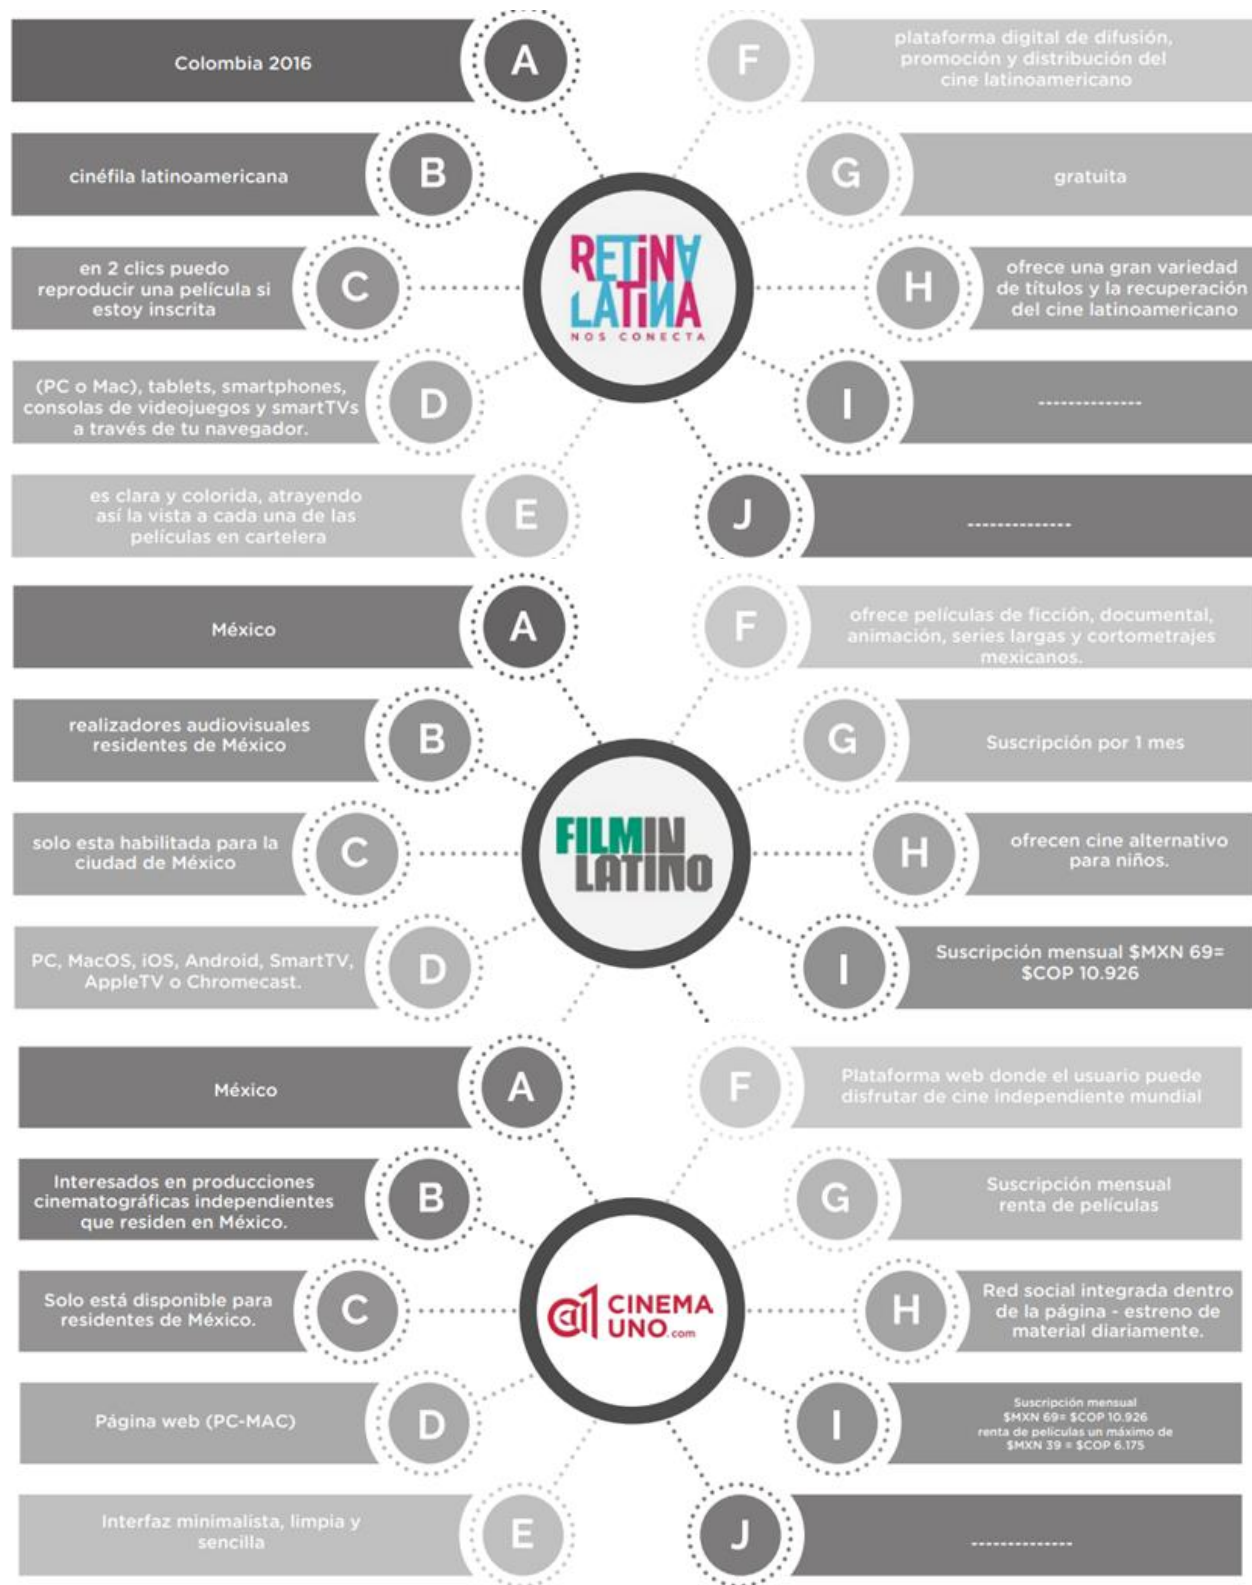 Colombia 2016
A
cinéfila latinoamericana
B
en 2 clics puedo
reproducir una película si
estoy inscrita
C
(PC o Mac), tablets, smartphones,
consolas de videojuegos y smartTVs
a través de tu navegador.
D
es clara y colorida, atrayendo
así la vista a cada una de las
películas en cartelera
E
RETINA
LATINA
NOS CONECTA
F
plataforma digital de difusión,
promoción y distribución del
cine latinoamericano
G
gratuita
H
ofrece una gran variedad
de títulos y la recuperación
del cine latinoamericano
I
--------------
J
--------------
México
A
realizadores audiovisuales
residentes de México
B
solo esta habilitada para la
ciudad de México
C
PC, MacOS, iOS, Android, SmartTV,
AppleTV o Chromecast.
D
FILMIN
LATINO
F
ofrece películas de ficción, documental,
animación, series largas y cortometrajes
mexicanos.
G
Suscripción por 1 mes
H
ofrecen cine alternativo
para niños.
I
Suscripción mensual $MXN 69=
$COP 10.926
México
A
Interesados en producciones
cinematográficas independientes
que residen en México.
B
Solo está disponible para
residentes de México.
C
Página web (PC-MAC)
D
Interfaz minimalista, limpia y
sencilla
E
CINEMA
UNO.com
F
Plataforma web donde el usuario puede
disfrutar de cine independiente mundial
G
Suscripción mensual
renta de películas
H
Red social integrada dentro
de la página - estreno de
material diariamente.
I
Suscripción mensual
$MXN 69= $COP 10.926
renta de películas un máximo de
$MXN 39 = $COP 6.175
J
--------------